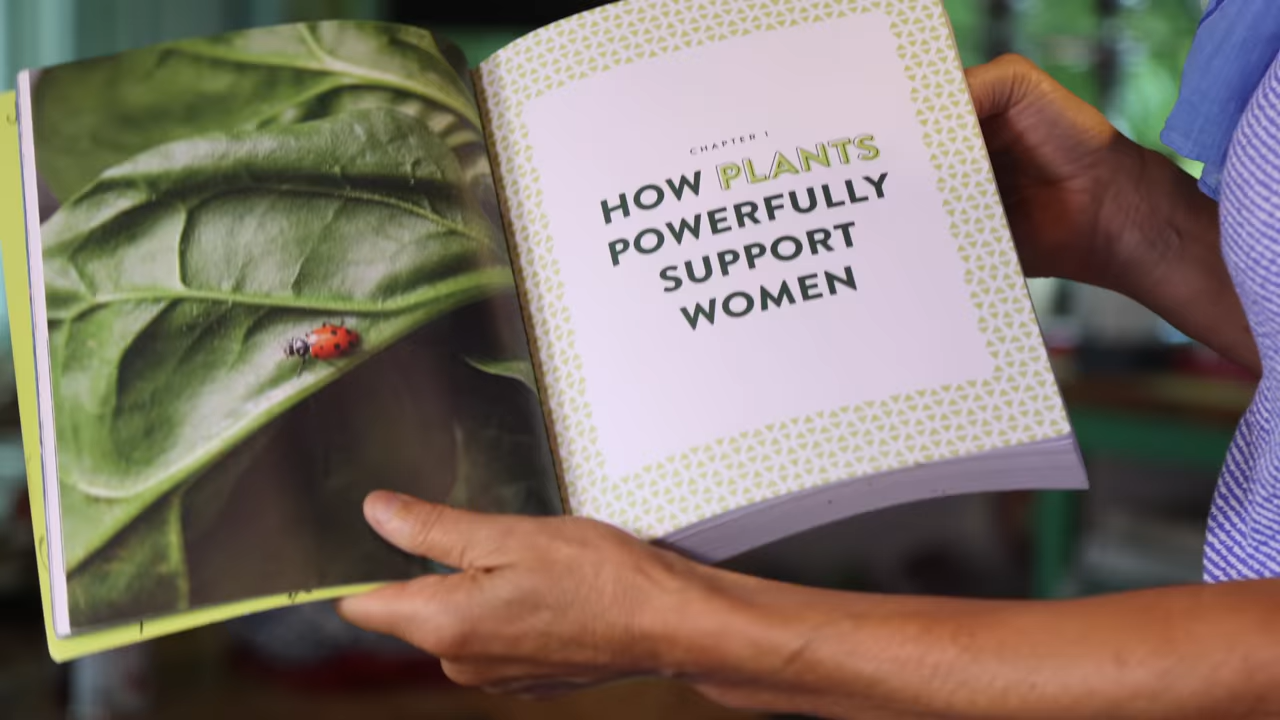 CHAPTER 1
HOW PLANTS
POWERFULLY
SUPPORT
WOMEN